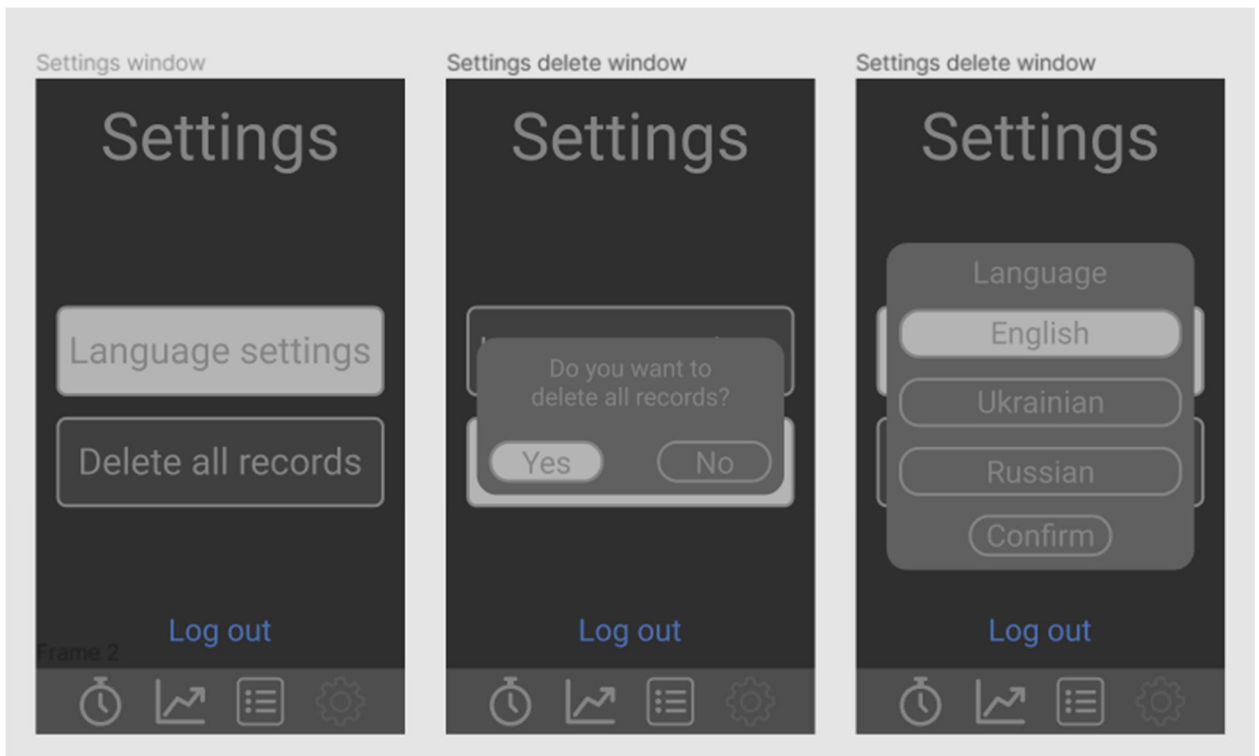 Settings window
Settings
Language settings
Delete all records
Log out
Frame 2
Settings delete window
Settings
Do you want to
delete all records?
Yes
No
Log out
Settings delete window
Settings
Language
English
Ukrainian
Russian
Confirm
Log out